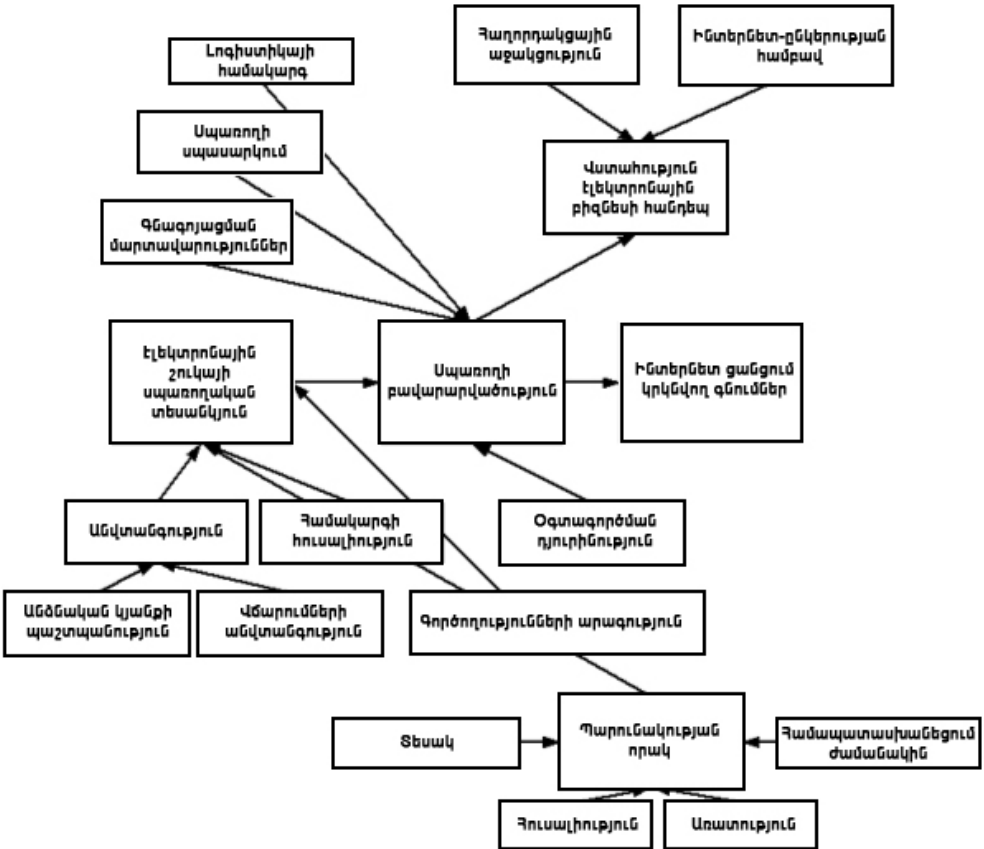 Հաղորդակցային
աջակցություն
Ինտերնետ-ընկերության
համբավ
Լոգիստիկայի
համակարգ
Սպառողի
սպասարկում
Վստահություն
էլեկտրոնային
բիզնեսի հանդեպ
Գնագոյացման
մարտավարություններ
Էլեկտրոնային
շուկայի
սպառողական
տեսանկյուն
Սպառողի
բավարարվածություն
Ինտերնետ ցանցում
կրկնվող գնումներ
Անվտանգություն
Համակարգի
հուսալիություն
Օգտագործման
դյուրինություն
Անձնական կյանքի
պաշտպանություն
Վճարումների
անվտանգություն
Գործողությունների արագություն
Տեսակ
Պարունակության
որակ
Համապատասխանեցում
ժամանակին
Հուսալիություն
Առատություն